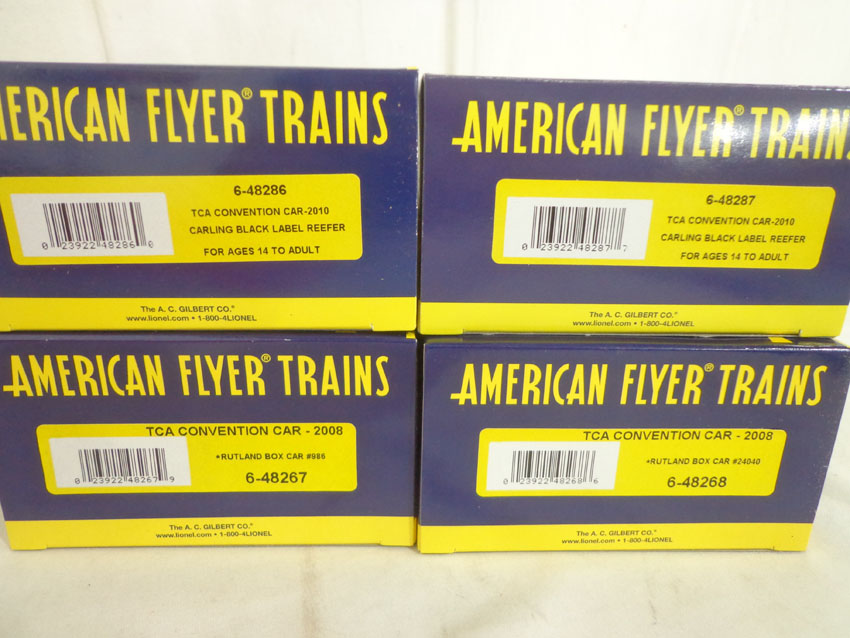 MERICAN FLYER® TRAINS
6-48286
TCA CONVENTION CAR-2010
CARLING BLACK LABEL REEFER
FOR AGES 14 TO ADULT
0 23922 48286 0
The A. C. GILBERT CO.®
www.lionel.com • 1-800-4LIONEL
AMERICAN FLYER® TRAIN
6-48287
TCA CONVENTION CAR-2010
CARLING BLACK LABEL REEFER
FOR AGES 14 TO ADULT
0 23922 48287 7
The A. C. GILBERT CO.®
www.lionel.com • 1-800-4LIONEL
AMERICAN FLYER® TRAINS
TCA CONVENTION CAR - 2008
*RUTLAND BOX CAR #986
6-48267
0 23922 48267 9
The A. C. GILBERT CO.®
www.lionel.com • 1-800-4LIONEL
AMERICAN FLYER® TRAINS
TCA CONVENTION CAR - 2008
*RUTLAND BOX CAR #24040
6-48268
0 23922 48268 6
The A. C. GILBERT CO.®
www.lionel.com • 1-800-4LIONEL